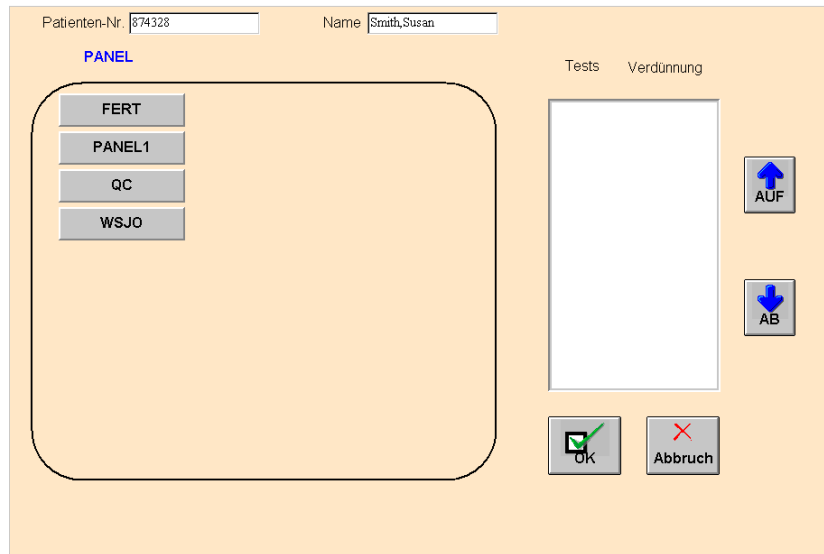 Patienten-Nr. 874328 Name Smith,Susan
PANEL
Tests Verdünnung
FERT
PANEL1
QC
WSJO
AUF
AB
OK
Abbruch